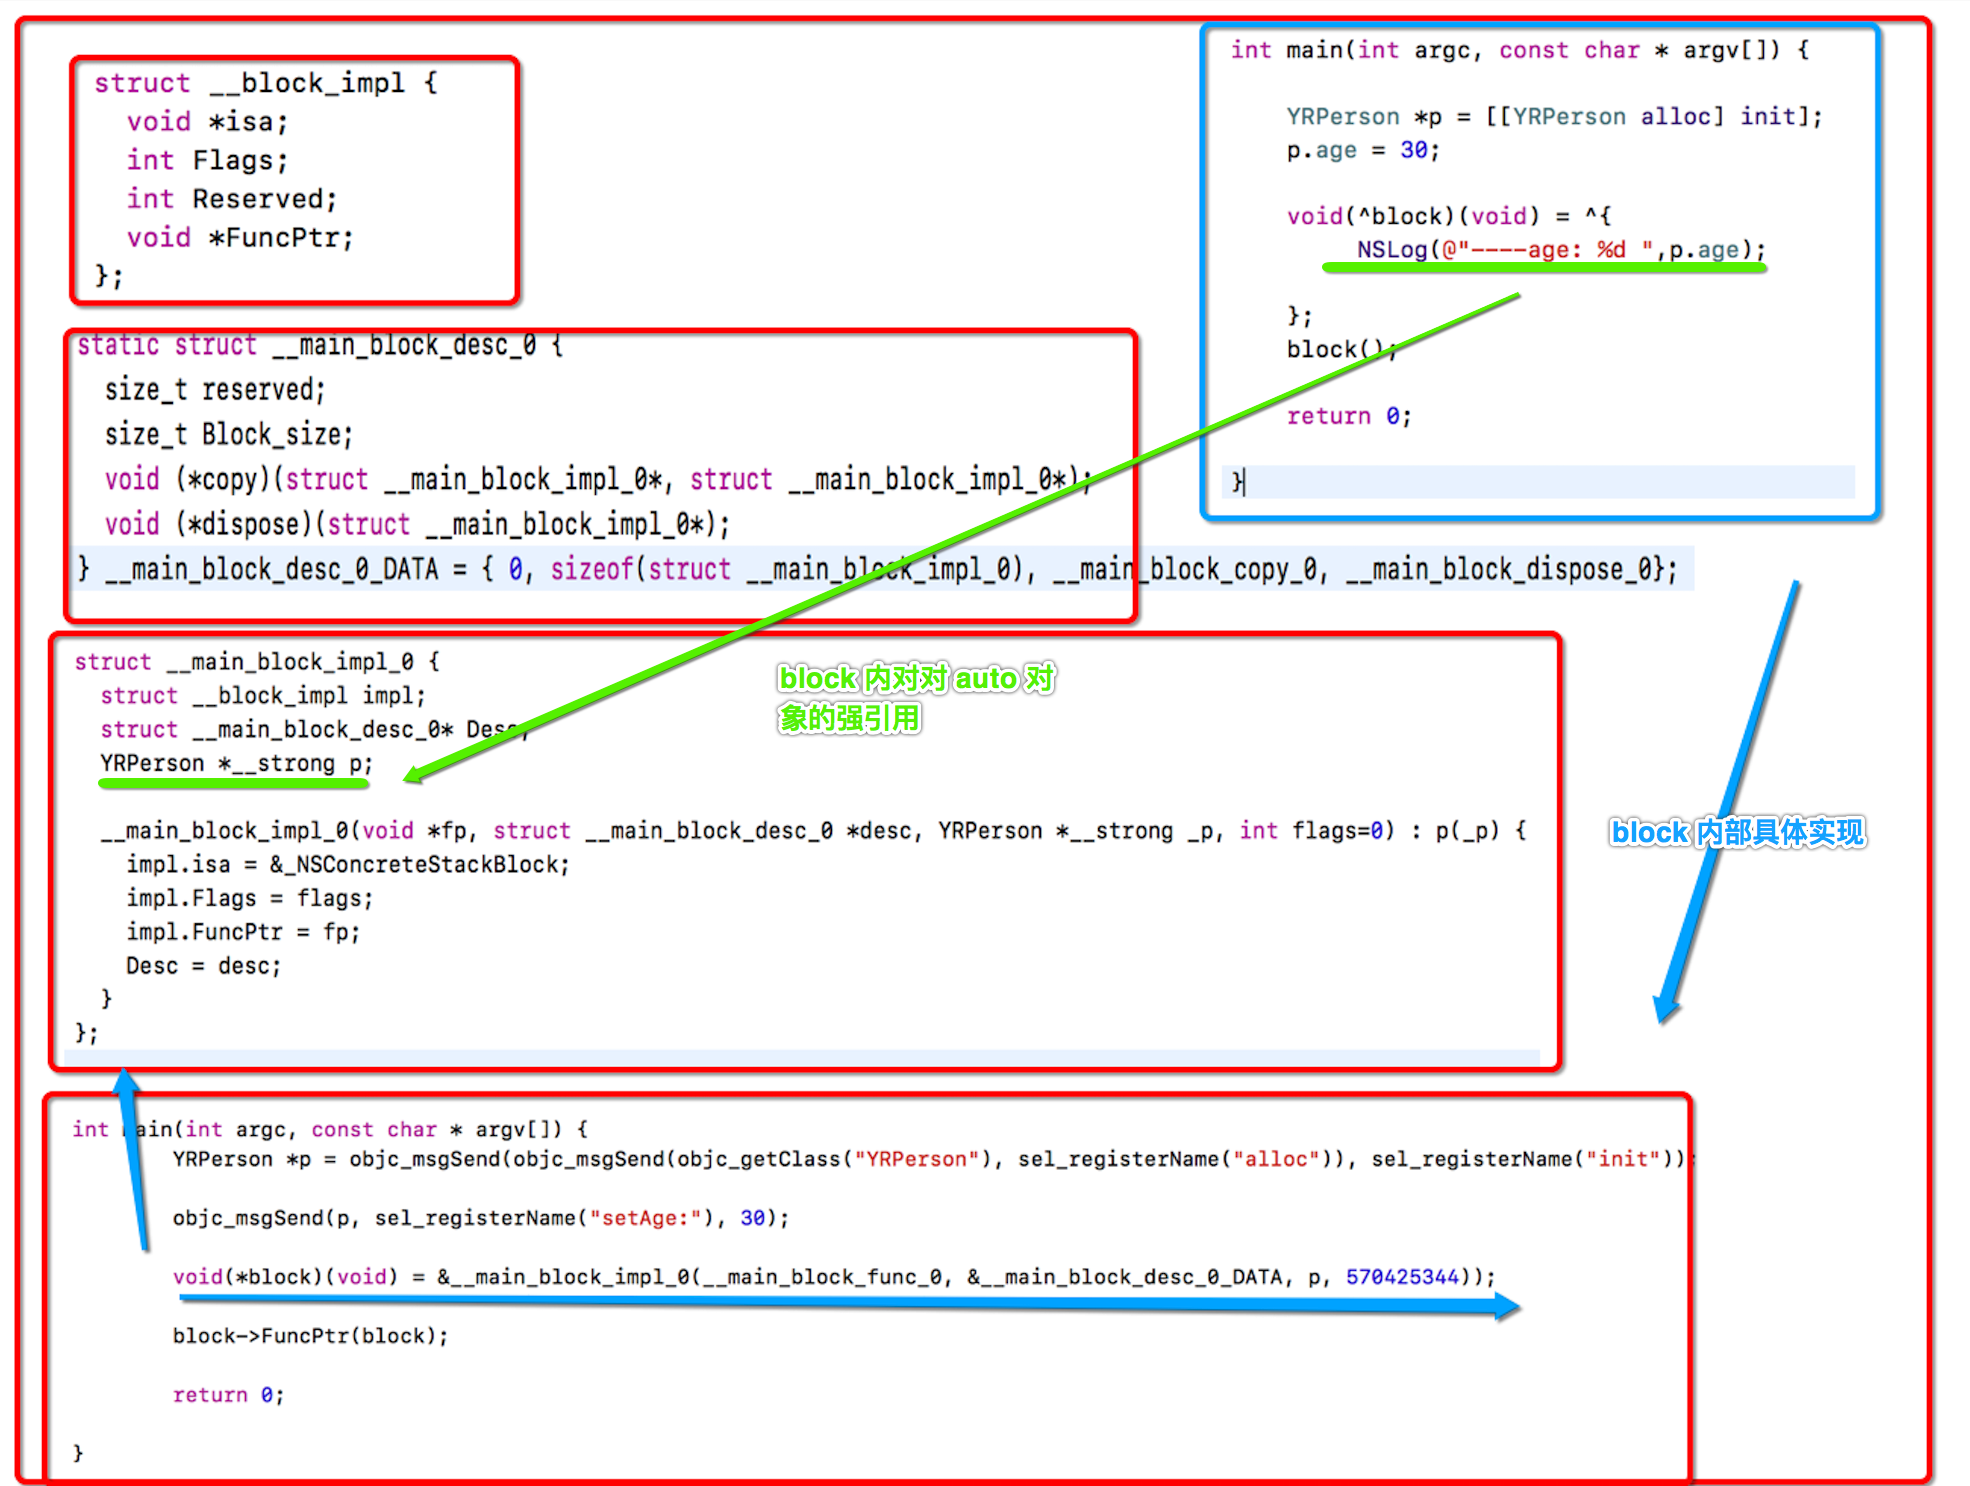 struct __block_impl {
void *isa;
int Flags;
int Reserved;
void *FuncPtr;
};
int main(int argc, const char * argv[]) {
YRPerson *p = [[YRPerson alloc] init];
p.age = 30;
void(^block)(void) = ^{
NSLog(@"----age: %d ",p.age);
};
block();
return 0;
}
static struct __main_block_desc_0 {
size_t reserved;
size_t Block_size;
void (*copy)(struct __main_block_impl_0*, struct __main_block_impl_0*);
void (*dispose)(struct __main_block_impl_0*);
} __main_block_desc_0_DATA = { 0, sizeof(struct __main_block_impl_0), __main_block_copy_0, __main_block_dispose_0};
struct __main_block_impl_0 {
struct __block_impl impl;
struct __main_block_desc_0* Desc;
YRPerson *__strong p;
block 内对对 auto 对
象的强引用
__main_block_impl_0(void *fp, struct __main_block_desc_0 *desc, YRPerson *__strong _p, int flags=0) : p(_p) {
impl.isa = &_NSConcreteStackBlock;
impl.Flags = flags;
impl.FuncPtr = fp;
Desc = desc;
}
};
block 内部具体实现
int main(int argc, const char * argv[]) {
YRPerson *p = objc_msgSend(objc_msgSend(objc_getClass("YRPerson"), sel_registerName("alloc")), sel_registerName("init"));
objc_msgSend(p, sel_registerName("setAge:"), 30);
void(*block)(void) = &__main_block_impl_0(__main_block_func_0, &__main_block_desc_0_DATA, p, 570425344));
block->FuncPtr(block);
return 0;
}